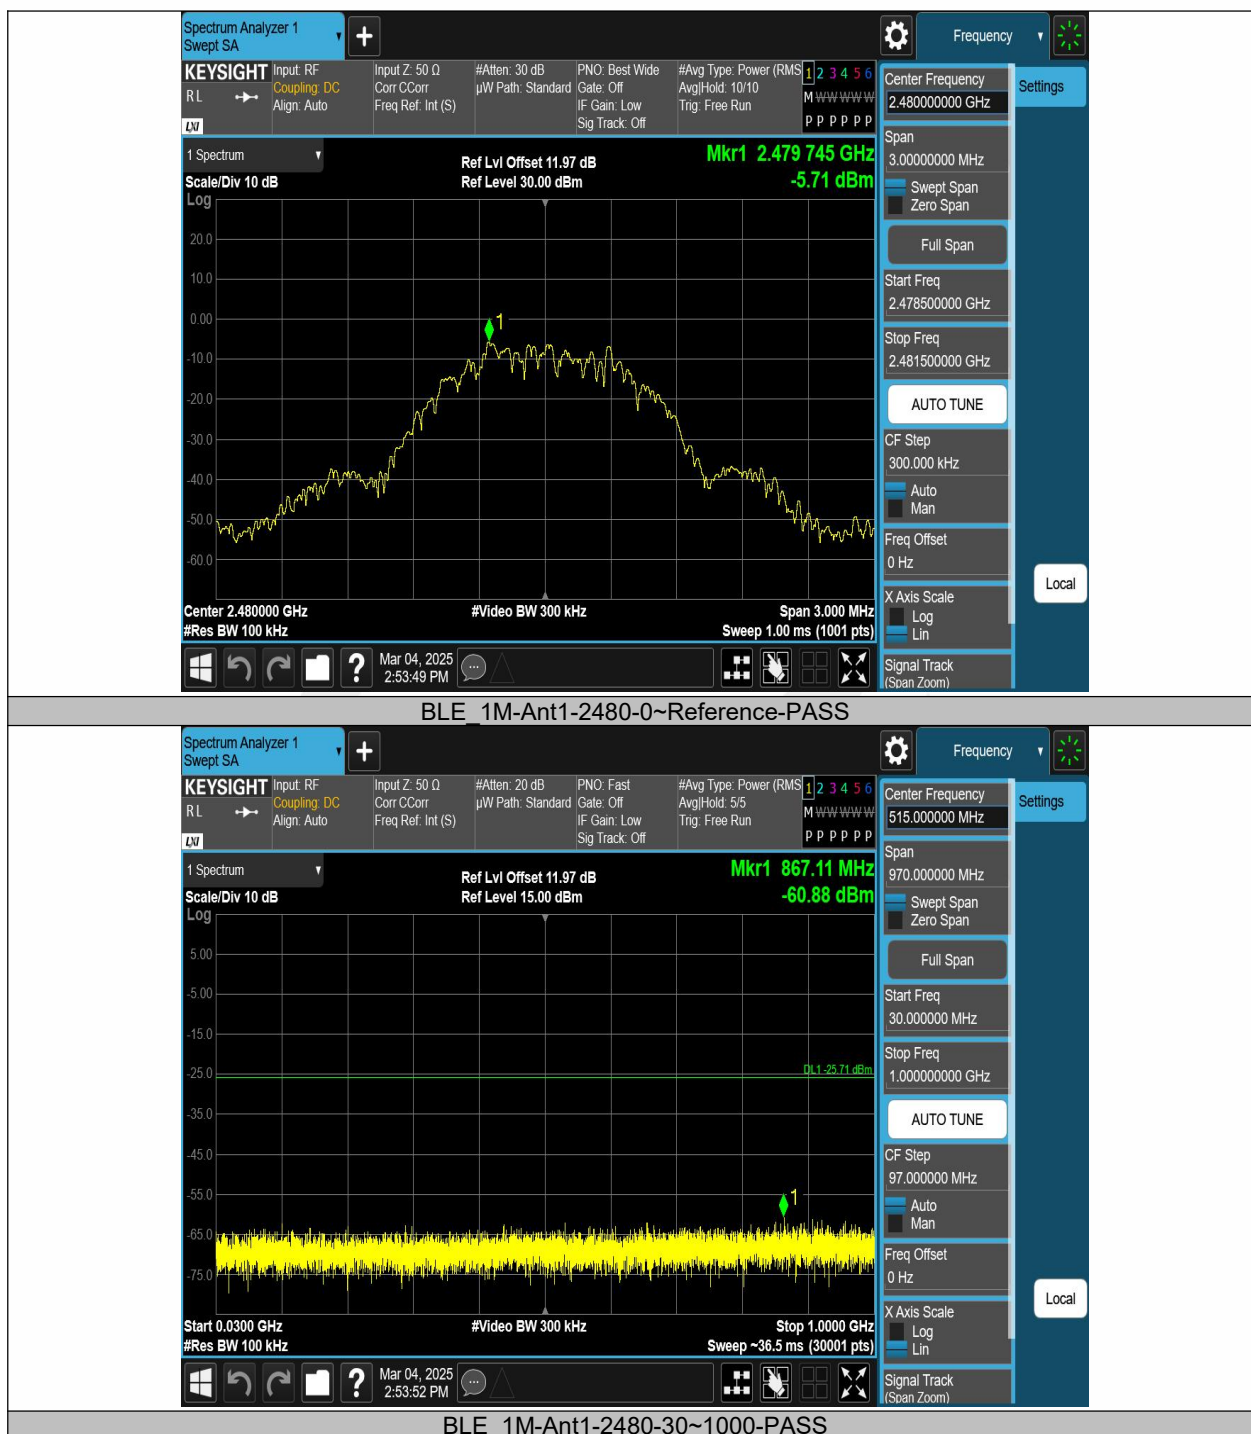 Spectrum Analyzer 1
Swept SA
Frequency
KEYSIGHT
RL
LXI
Input: RF
Coupling: DC
Align: Auto
Input Z: 50 Ω
Corr CCorr
Freq Ref: Int (S)
#Atten: 30 dB
µW Path: Standard
PNO: Best Wide
Gate: Off
IF Gain: Low
Sig Track: Off
#Avg Type: Power (RMS
Avg|Hold: 10/10
Trig: Free Run
1 2 3 4 5 6
M W W W W W
P P P P P P
Center Frequency
2.480000000 GHz
Settings
Span
3.00000000 MHz
Swept Span
Zero Span
Full Span
Start Freq
2.478500000 GHz
Stop Freq
2.481500000 GHz
AUTO TUNE
CF Step
300.000 kHz
Auto
Man
Freq Offset
0 Hz
X Axis Scale
Log
Lin
Signal Track
(Span Zoom)
Local
1 Spectrum
Scale/Div 10 dB
Log
Ref Lvl Offset 11.97 dB
Ref Level 30.00 dBm
Mkr1 2.479 745 GHz
-5.71 dBm
20.0
10.0
0.00
1
-10.0
-20.0
-30.0
-40.0
-50.0
-60.0
Center 2.480000 GHz
#Video BW 300 kHz
Span 3.000 MHz
#Res BW 100 kHz
Sweep 1.00 ms (1001 pts)
?
Mar 04, 2025
2:53:49 PM
BLE_1M-Ant1-2480-0~Reference-PASS
Spectrum Analyzer 1
Swept SA
Frequency
KEYSIGHT
RL
LXI
Input: RF
Coupling: DC
Align: Auto
Input Z: 50 Ω
Corr CCorr
Freq Ref: Int (S)
#Atten: 20 dB
µW Path: Standard
PNO: Fast
Gate: Off
IF Gain: Low
Sig Track: Off
#Avg Type: Power (RMS
Avg|Hold: 5/5
Trig: Free Run
1 2 3 4 5 6
M W W W W W
P P P P P P
Center Frequency
515.000000 MHz
Settings
Span
970.000000 MHz
Swept Span
Zero Span
Full Span
Start Freq
30.000000 MHz
Stop Freq
1.000000000 GHz
AUTO TUNE
CF Step
97.000000 MHz
Auto
Man
Freq Offset
0 Hz
X Axis Scale
Log
Lin
Signal Track
(Span Zoom)
Local
1 Spectrum
Scale/Div 10 dB
Log
Ref Lvl Offset 11.97 dB
Ref Level 15.00 dBm
Mkr1 867.11 MHz
-60.88 dBm
5.00
-5.00
-15.0
-25.0
DL1 -25.71 dBm
-35.0
-45.0
-55.0
1
-65.0
-75.0
Start 0.0300 GHz
#Video BW 300 kHz
Stop 1.0000 GHz
#Res BW 100 kHz
Sweep ~36.5 ms (30001 pts)
?
Mar 04, 2025
2:53:52 PM
BLE_1M-Ant1-2480-30~1000-PASS